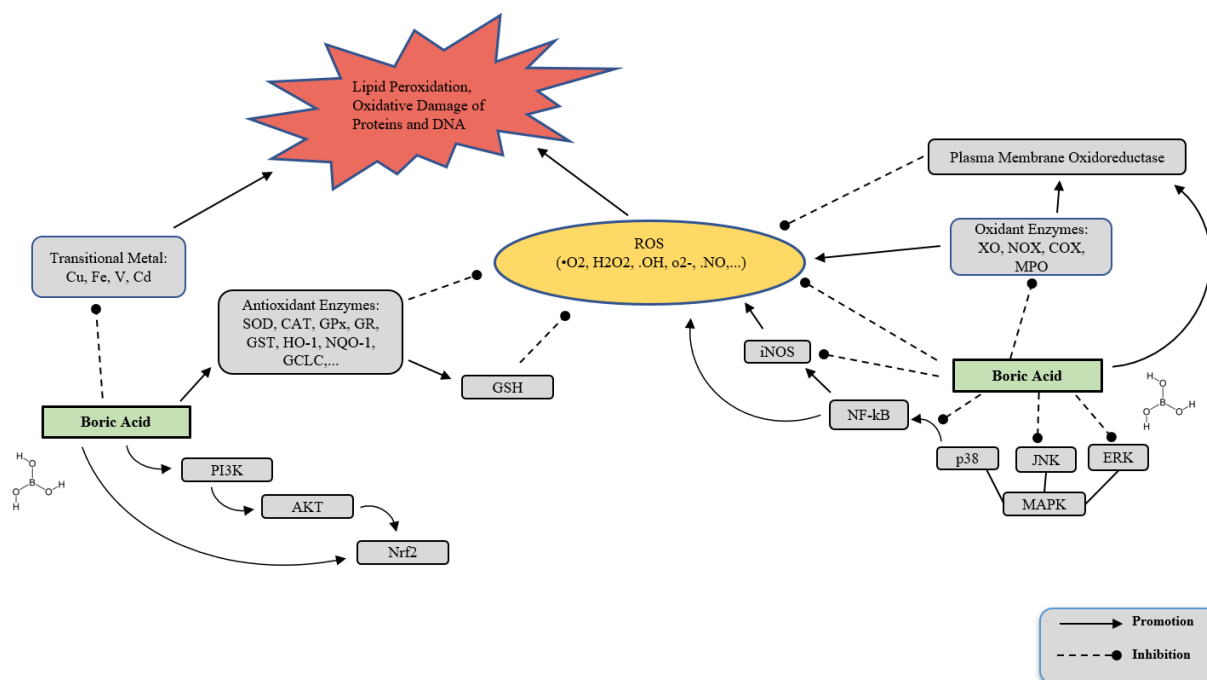 Lipid Peroxidation,
Oxidative Damage of
Proteins and DNA
Plasma Membrane Oxidoreductase
Transitional Metal:
Cu, Fe, V, Cd
ROS
(•O2, H2O2, .OH, o2-, .NO,...)
Oxidant Enzymes:
XO, NOX, COX,
MPO
Antioxidant Enzymes:
SOD, CAT, GPx, GR,
GST, HO-1, NQO-1,
GCLC,...
GSH
iNOS
Boric Acid
NF-kB
p38
JNK
ERK
MAPK
H
O
B
O
H
O
H
Boric Acid
H
O
B
O
H
O
H
PI3K
AKT
Nrf2
Promotion
Inhibition